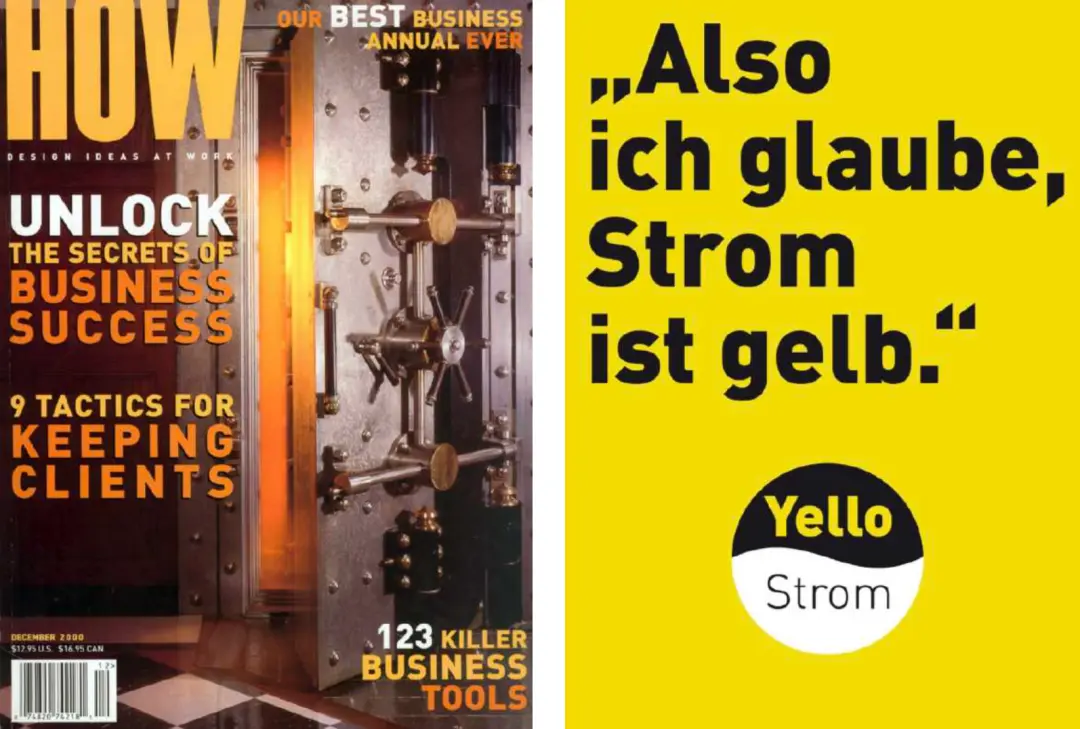 HOW
DESIGN IDEAS AT WORK
OUR BEST BUSINESS
ANNUAL EVER
UNLOCK
THE SECRETS OF
BUSINESS
SUCCESS
9 TACTICS FOR
KEEPING
CLIENTS
DECEMBER 2000
$12.95 U.S. $16.95 CAN
123 KILLER
BUSINESS
TOOLS
„Also
ich glaube,
Strom
ist gelb.“
Yello
Strom